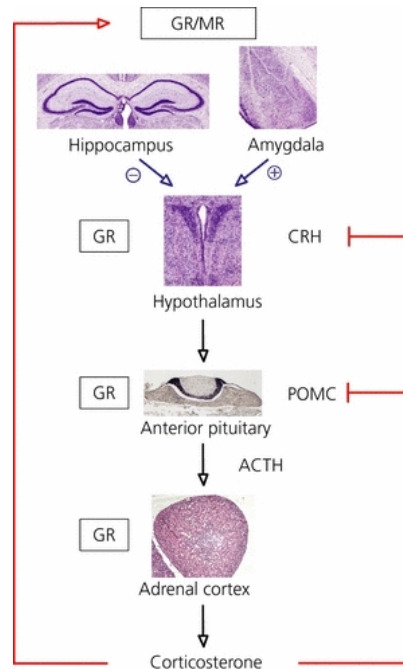 GR/MR
Hippocampus
Amygdala
−
+
GR
CRH
Hypothalamus
GR
POMC
Anterior pituitary
ACTH
GR
Adrenal cortex
Corticosterone